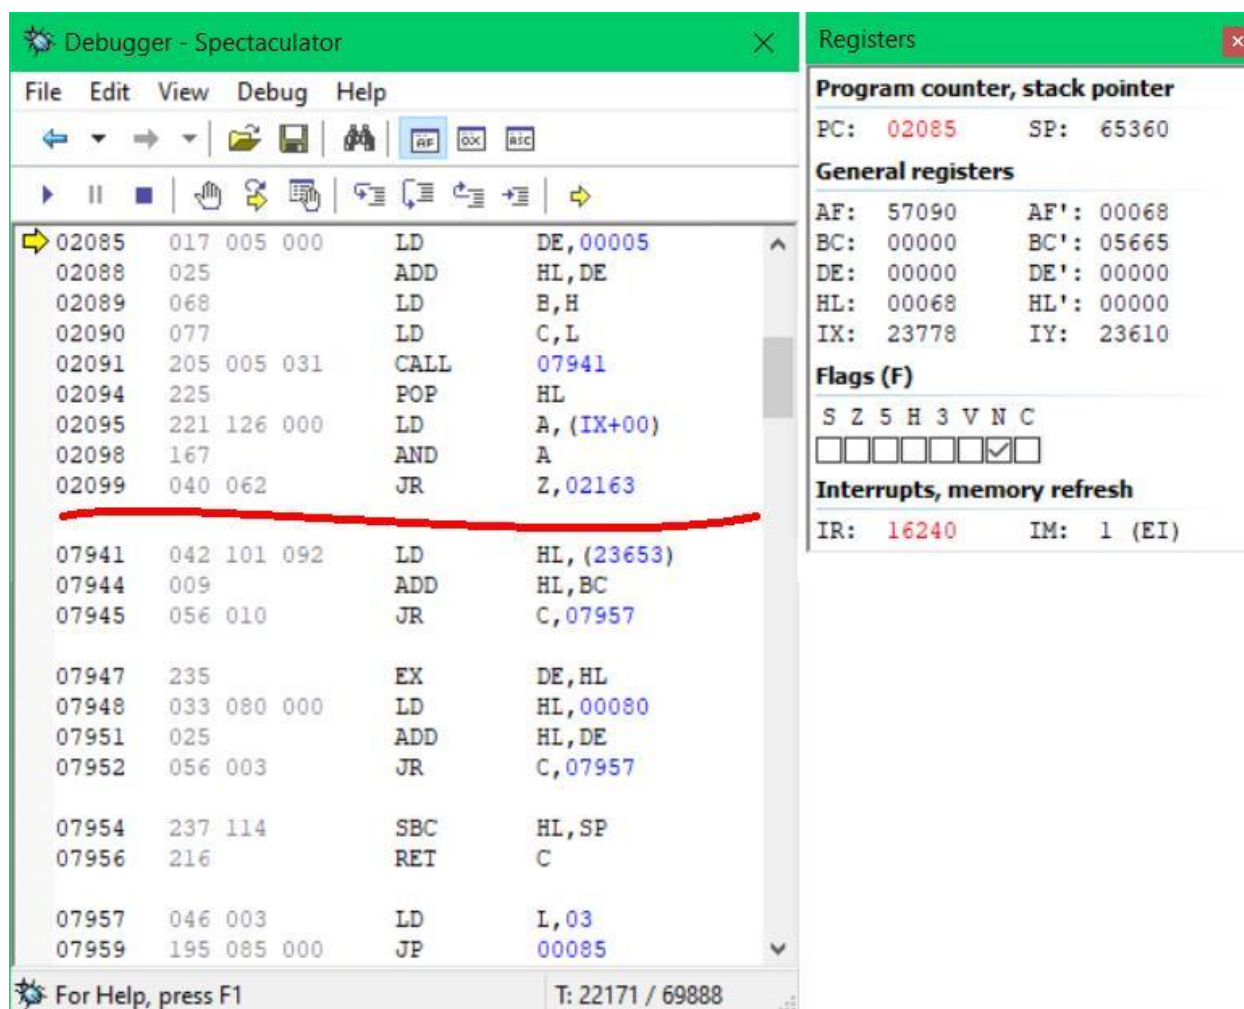 Debugger - Spectaculator
File Edit View Debug Help
AF 0X ASC
02085 017 005 000 LD DE,00005
02088 025 ADD HL,DE
02089 068 LD B,H
02090 077 LD C,L
02091 205 005 031 CALL 07941
02094 225 POP HL
02095 221 126 000 LD A,(IX+00)
02098 167 AND A
02099 040 062 JR Z,02163
07941 042 101 092 LD HL,(23653)
07944 009 ADD HL,BC
07945 056 010 JR C,07957
07947 235 EX DE,HL
07948 033 080 000 LD HL,00080
07951 025 ADD HL,DE
07952 056 003 JR C,07957
07954 237 114 SBC HL,SP
07956 216 RET C
07957 046 003 LD L,03
07959 195 085 000 JP 00085
For Help, press F1 T: 22171 / 69888
Registers
Program counter, stack pointer
PC: 02085 SP: 65360
General registers
AF: 57090 AF': 00068
BC: 00000 BC': 05665
DE: 00000 DE': 00000
HL: 00068 HL': 00000
IX: 23778 IY: 23610
Flags (F)
S Z 5 H 3 V N C
Interrupts, memory refresh
IR: 16240 IM: 1 (EI)